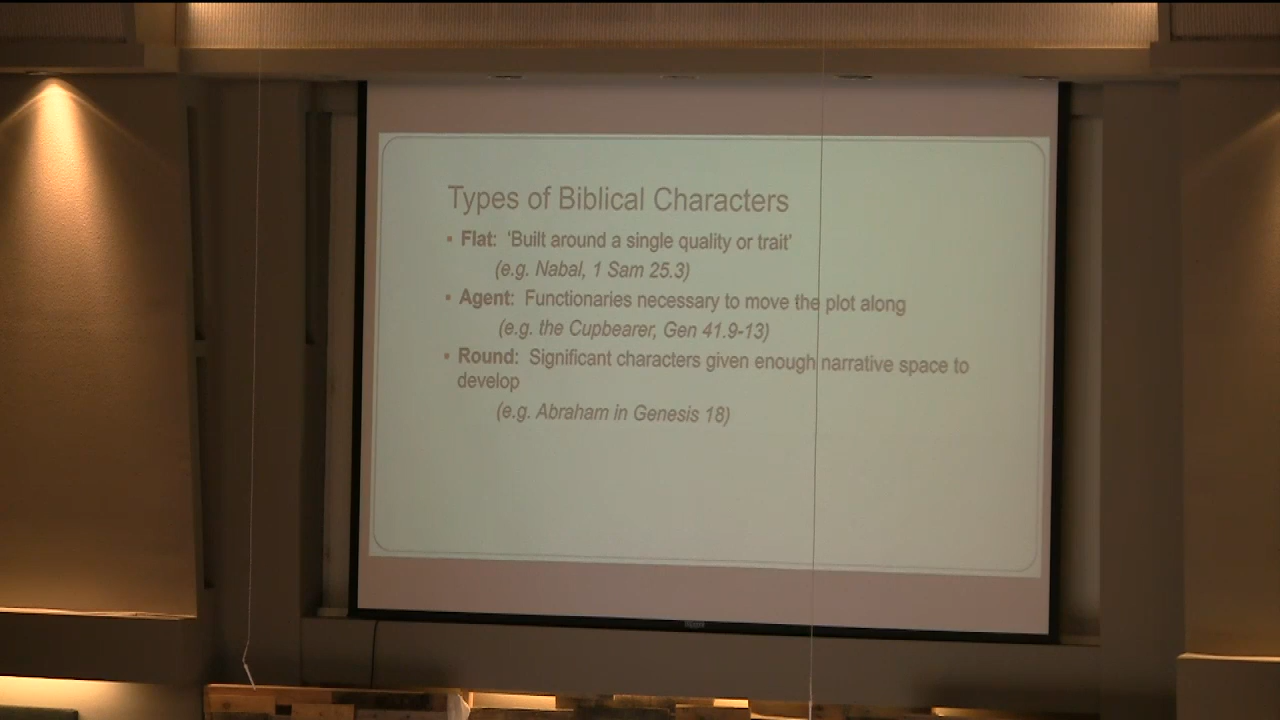 Types of Biblical Characters
▪ Flat: ‘Built around a single quality or trait’
(e.g. Nabal, 1 Sam 25.3)
▪ Agent: Functionaries necessary to move the plot along
(e.g. the Cupbearer, Gen 41.9-13)
▪ Round: Significant characters given enough narrative space to
develop
(e.g. Abraham in Genesis 18)